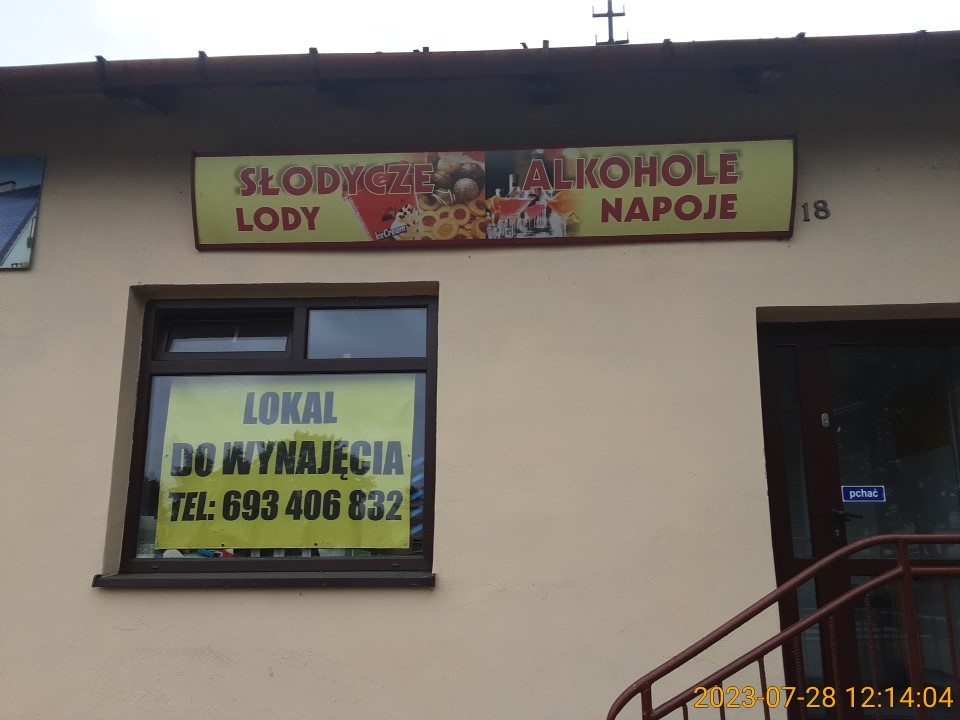 SŁODYCZE
LODY
IceCream
ALKOHOLE
NAPOJE
18
LOKAL
DO WYNAJĘCIA
TEL: 693 406 832
pchać
2023-07-28 12:14:04